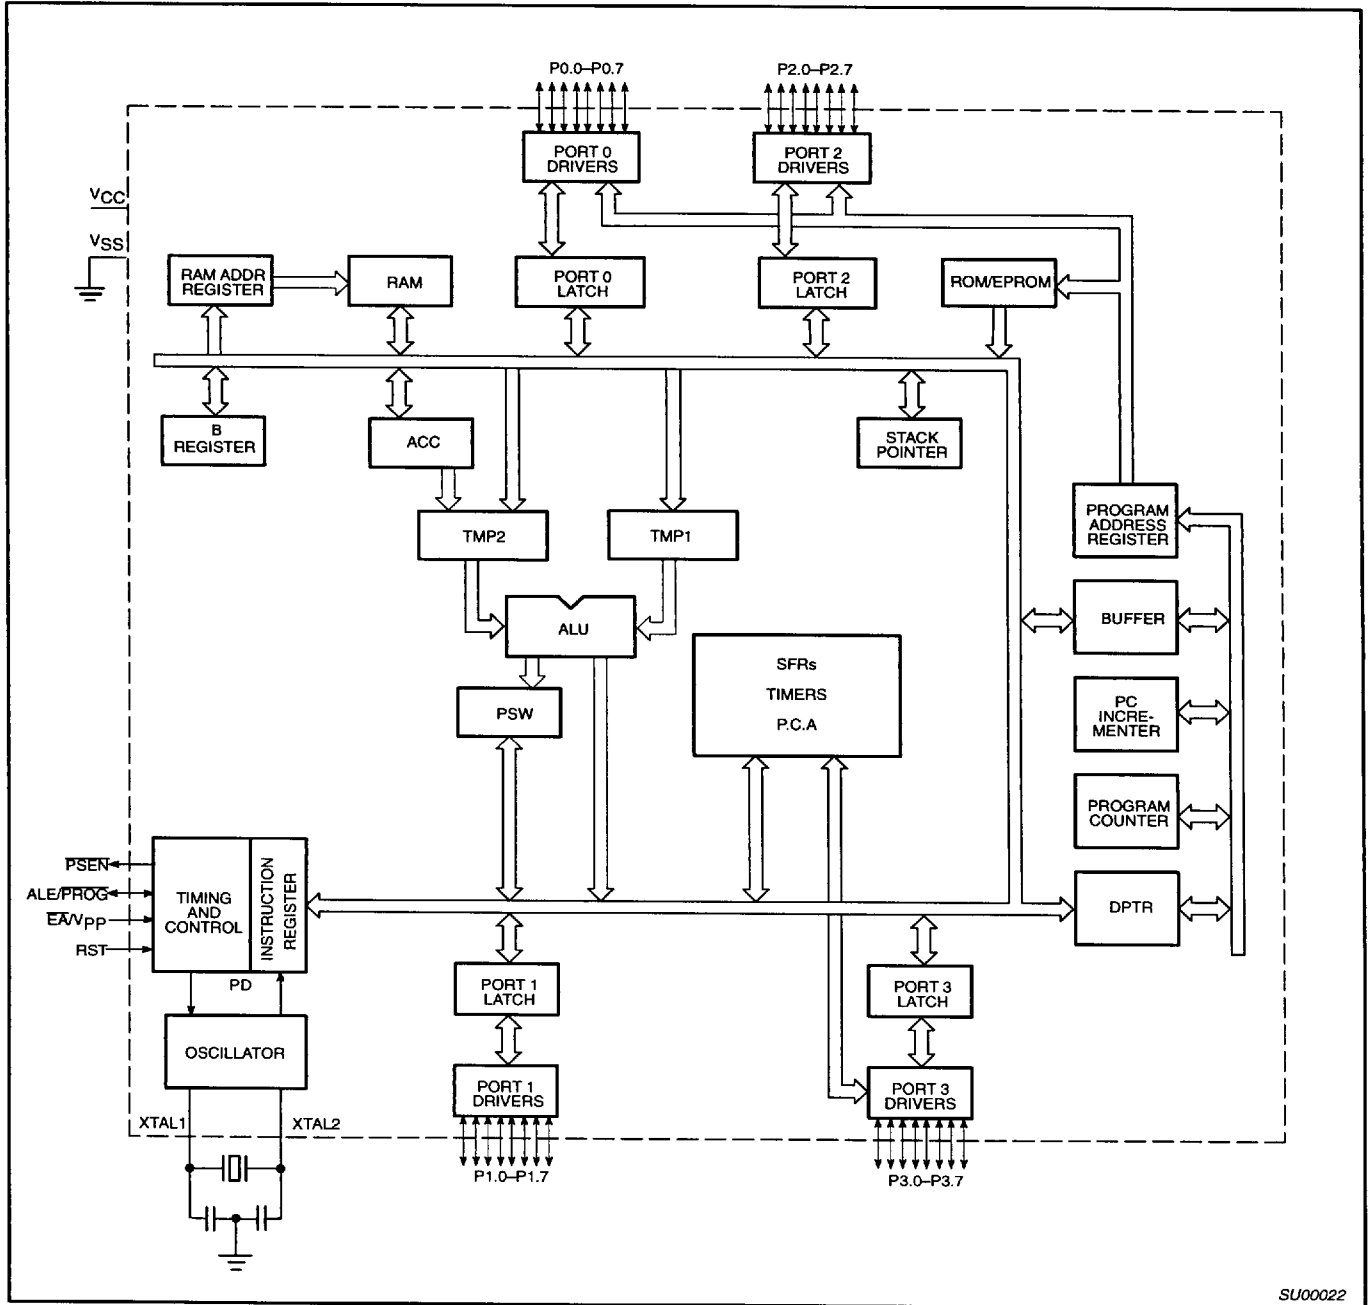 P0.0–P0.7
P2.0–P2.7
PORT 0
DRIVERS
PORT 2
DRIVERS
VCC
VSS
RAM ADDR
REGISTER
RAM
PORT 0
LATCH
PORT 2
LATCH
ROM/EPROM
B
REGISTER
ACC
STACK
POINTER
TMP2
TMP1
PROGRAM
ADDRESS
REGISTER
ALU
BUFFER
SFRs
TIMERS
P.C.A
PSW
PC
INCRE-
MENTER
PROGRAM
COUNTER
PSEN
ALE/PROG
EA/VPP
RST
TIMING
AND
CONTROL
INSTRUCTION
REGISTER
DPTR
PD
PORT 1
LATCH
PORT 3
LATCH
OSCILLATOR
PORT 1
DRIVERS
PORT 3
DRIVERS
XTAL1
XTAL2
P1.0–P1.7
P3.0–P3.7
SU00022